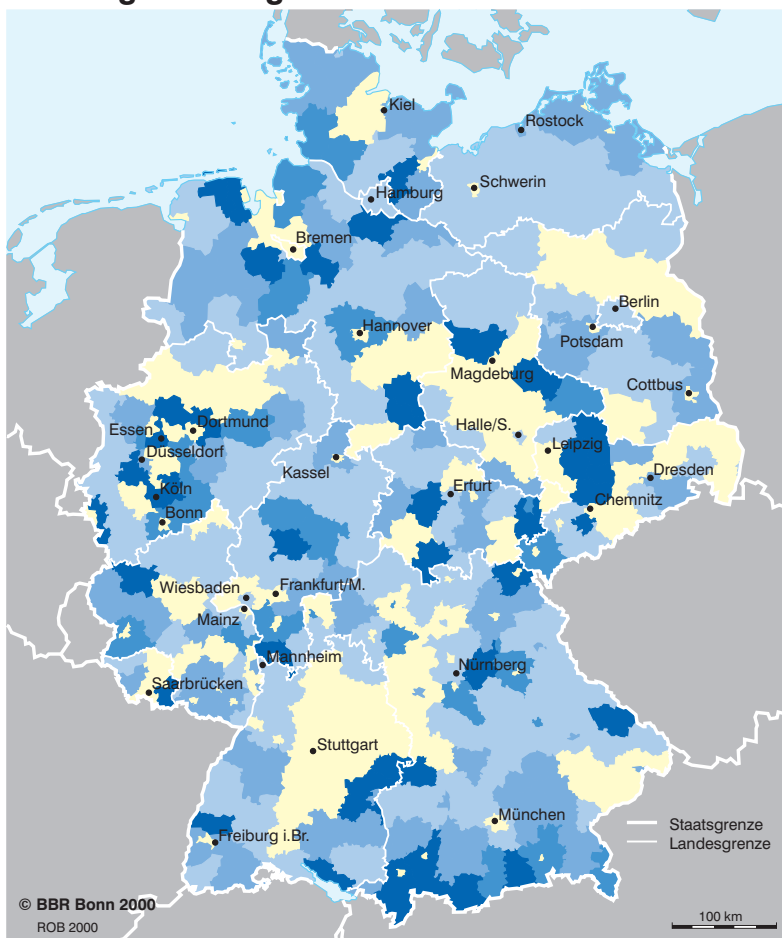 Kiel
Rostock
Schwerin
Hamburg
Bremen
Berlin
Hannover
Potsdam
Magdeburg
Cottbus
Essen
Dortmund
Halle/S.
Leipzig
Düsseldorf
Kassel
Dresden
Köln
Erfurt
Chemnitz
Bonn
Wiesbaden
Frankfurt/M.
Mainz
Mannheim
Nürnberg
Saarbrücken
Stuttgart
München
Freiburg i.Br.
Staatsgrenze
Landesgrenze
© BBR Bonn 2000
ROB 2000
100 km